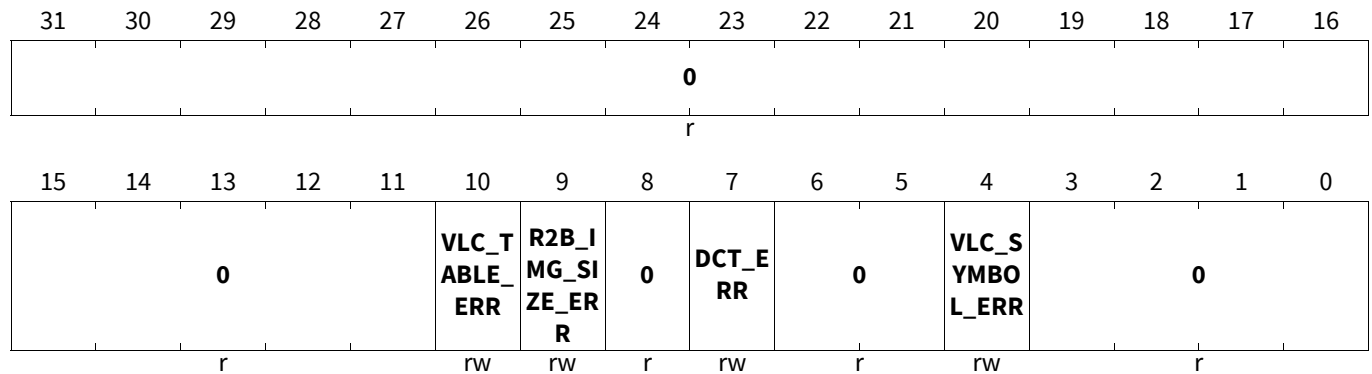 31 30 29 28 27 26 25 24 23 22 21 20 19 18 17 16
0
r
15 14 13 12 11 10 9 8 7 6 5 4 3 2 1 0
0
VLC_T
ABLE_
ERR
R2B_I
MG_SI
ZE_ER
R
0
DCT_E
RR
0
VLC_S
YMBO
L_ERR
0
r rw rw r rw r rw r